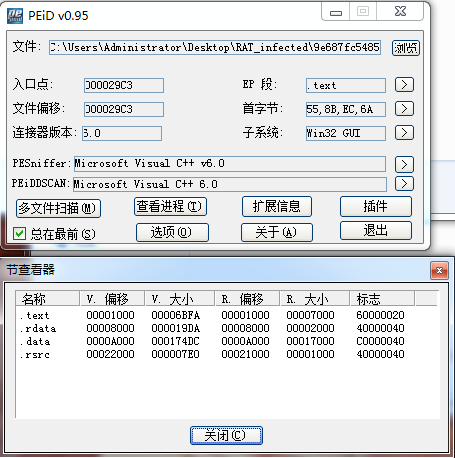 PEiD v0.95
文件: C:\Users\Administrator\Desktop\RAT_infected\9e687fc5485 浏览
入口点: 000029C3 EP 段: .text >
文件偏移: 000029C3 首字节: 55,8B,EC,6A >
连接器版本: 6.0 子系统: Win32 GUI >
PESniffer: Microsoft Visual C++ v6.0 >
PEiDDSCAN: Microsoft Visual C++ 6.0 >
多文件扫描(M) 查看进程(T) 扩展信息 插件
总在最前(S) 选项(O) 关于(A) 退出
节查看器
名称 V. 偏移 V. 大小 R. 偏移 R. 大小 标志
.text 00001000 00006BFA 00001000 00007000 60000020
.rdata 00008000 000019DA 00008000 00002000 40000040
.data 0000A000 000174DC 0000A000 00017000 C0000040
.rsrc 00022000 000007E0 00021000 00001000 40000040
关闭(C)